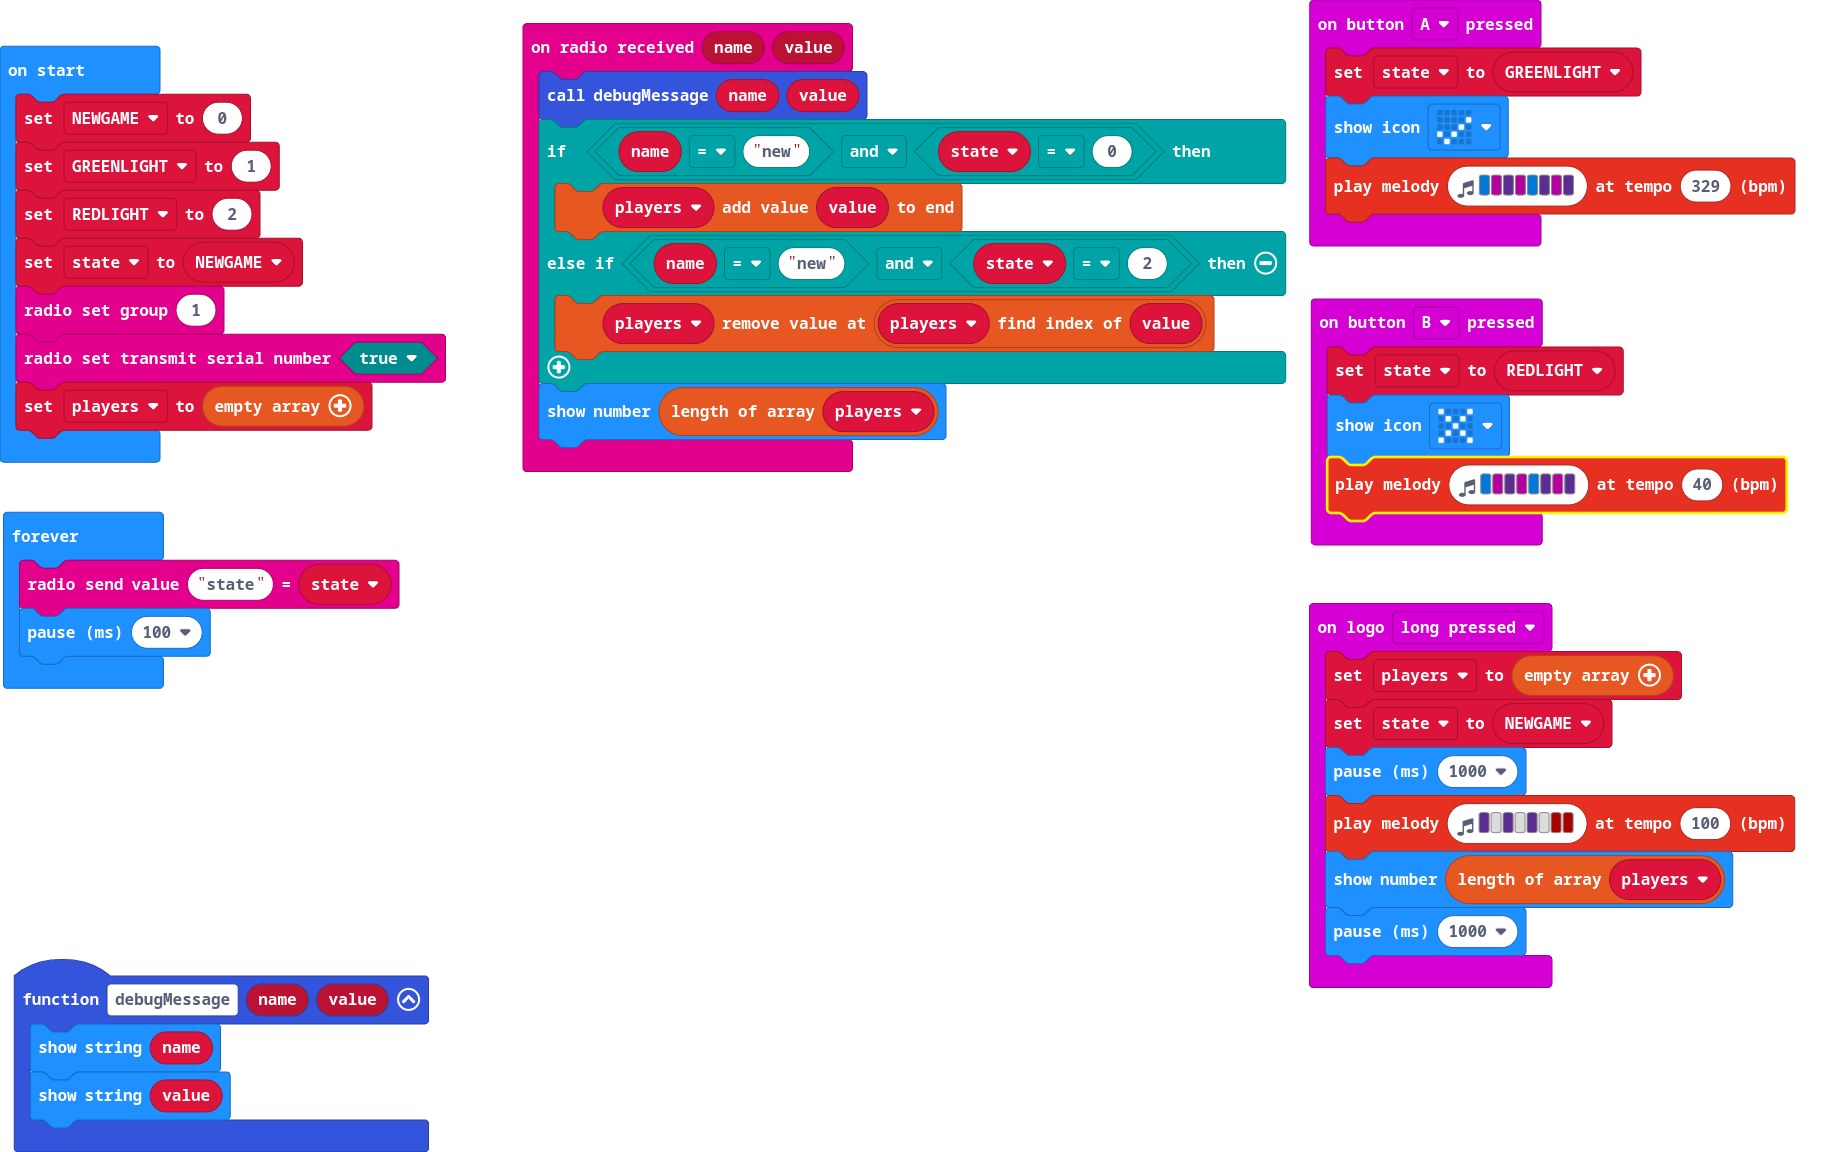 on start
set NEWGAME to 0
set GREENLIGHT to 1
set REDLIGHT to 2
set state to NEWGAME
radio set group 1
radio set transmit serial number true
set players to empty array
forever
radio send value "state" = state
pause (ms) 100
function debugMessage name value
show string name
show string value
on radio received name value
call debugMessage name value
if name = "new" and state = 0 then
players add value value to end
else if name = "new" and state = 2 then
players remove value at players find index of value
show number length of array players
on button A pressed
set state to GREENLIGHT
show icon
play melody at tempo 329 (bpm)
on button B pressed
set state to REDLIGHT
show icon
play melody at tempo 40 (bpm)
on logo long pressed
set players to empty array
set state to NEWGAME
pause (ms) 1000
play melody at tempo 100 (bpm)
show number length of array players
pause (ms) 1000